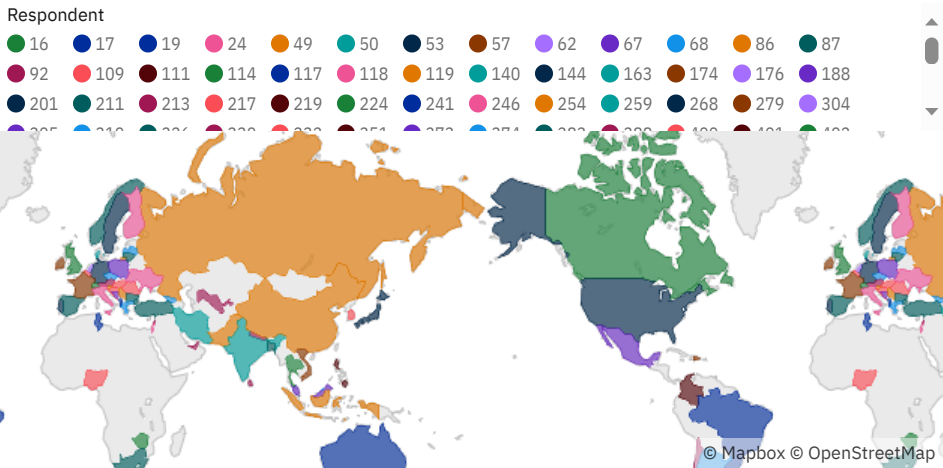 Respondent
16 17 19 24 49 50 53 57 62 67 68 86 87
92 109 111 114 117 118 119 140 144 163 174 176 188
201 211 213 217 219 224 241 246 254 259 268 279 304
© Mapbox © OpenStreetMap